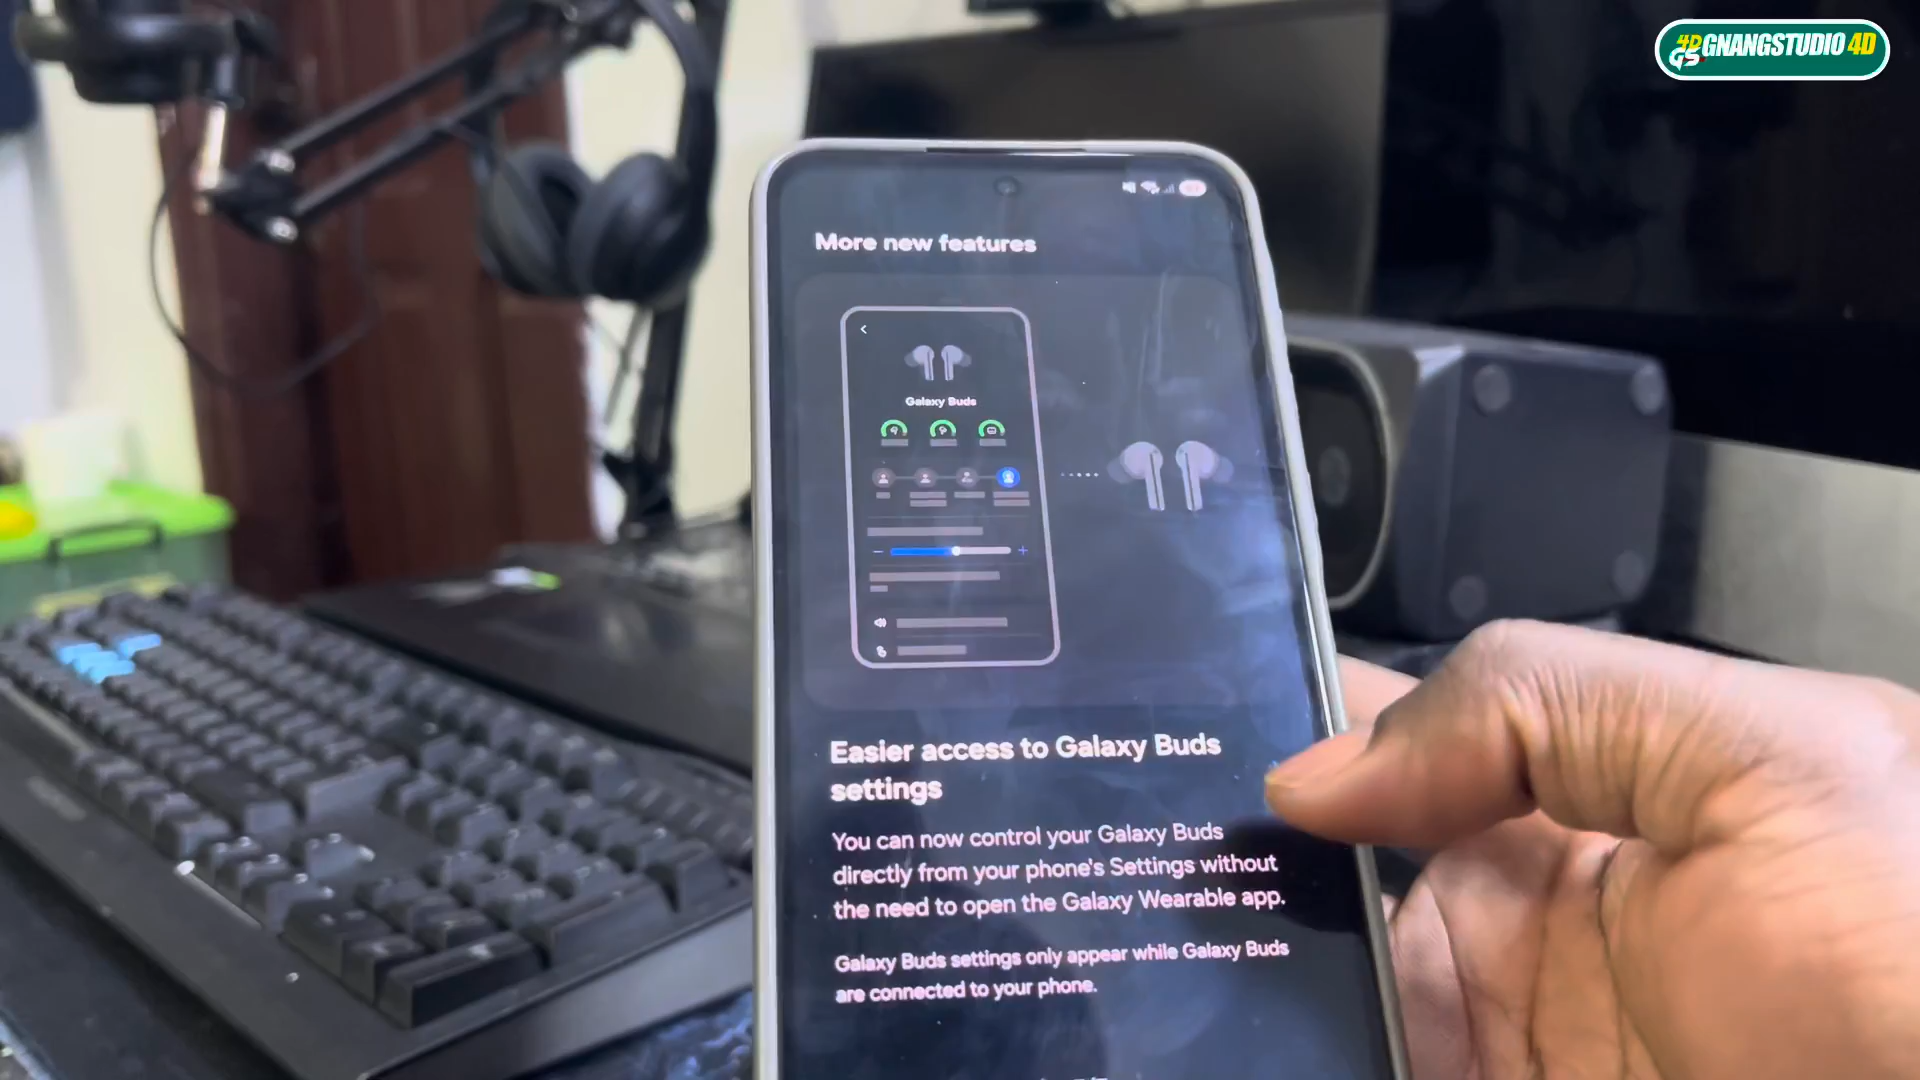 GNANGSTUDIO 4D
4D
GS
More new features
Galaxy Buds
Easier access to Galaxy Buds
settings
You can now control your Galaxy Buds
directly from your phone's Settings without
the need to open the Galaxy Wearable app.
Galaxy Buds settings only appear while Galaxy Buds
are connected to your phone.